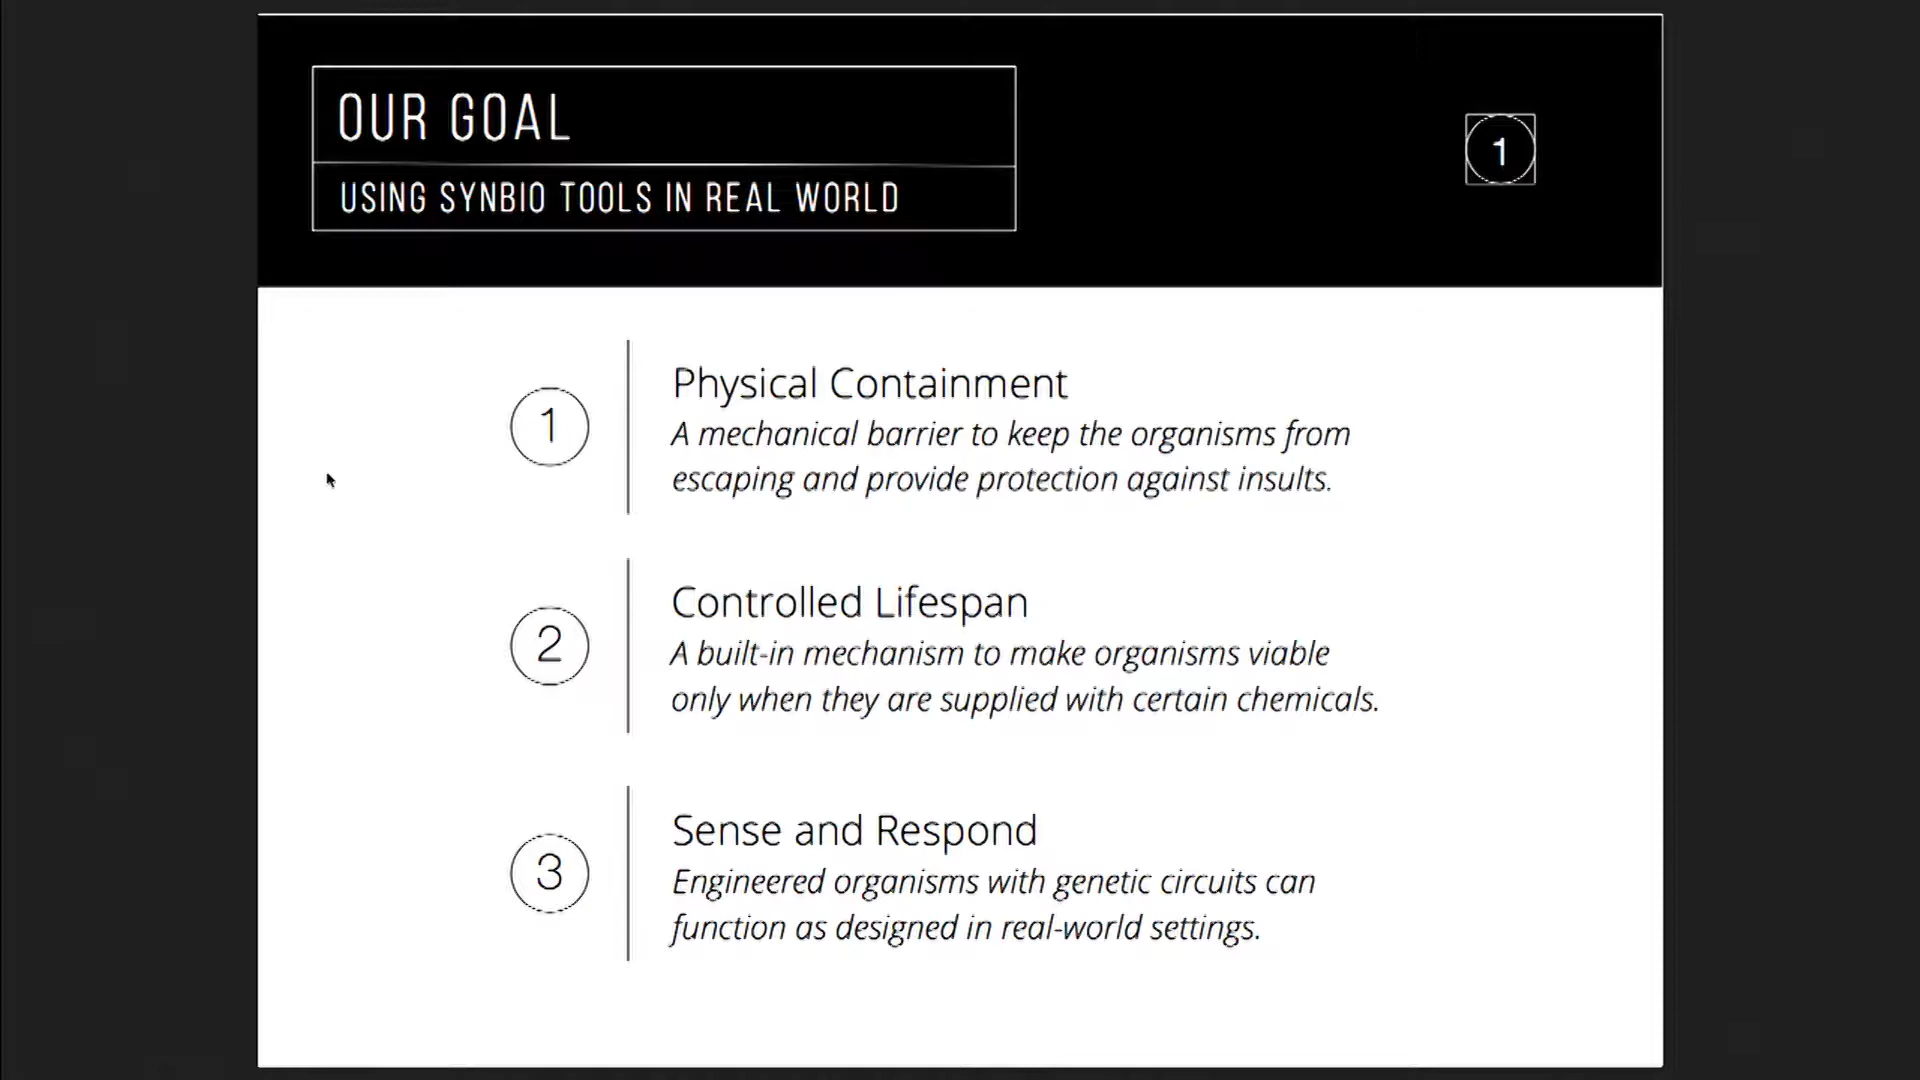 OUR GOAL
USING SYNBIO TOOLS IN REAL WORLD
1
1
Physical Containment
A mechanical barrier to keep the organisms from
escaping and provide protection against insults.
2
Controlled Lifespan
A built-in mechanism to make organisms viable
only when they are supplied with certain chemicals.
3
Sense and Respond
Engineered organisms with genetic circuits can
function as designed in real-world settings.